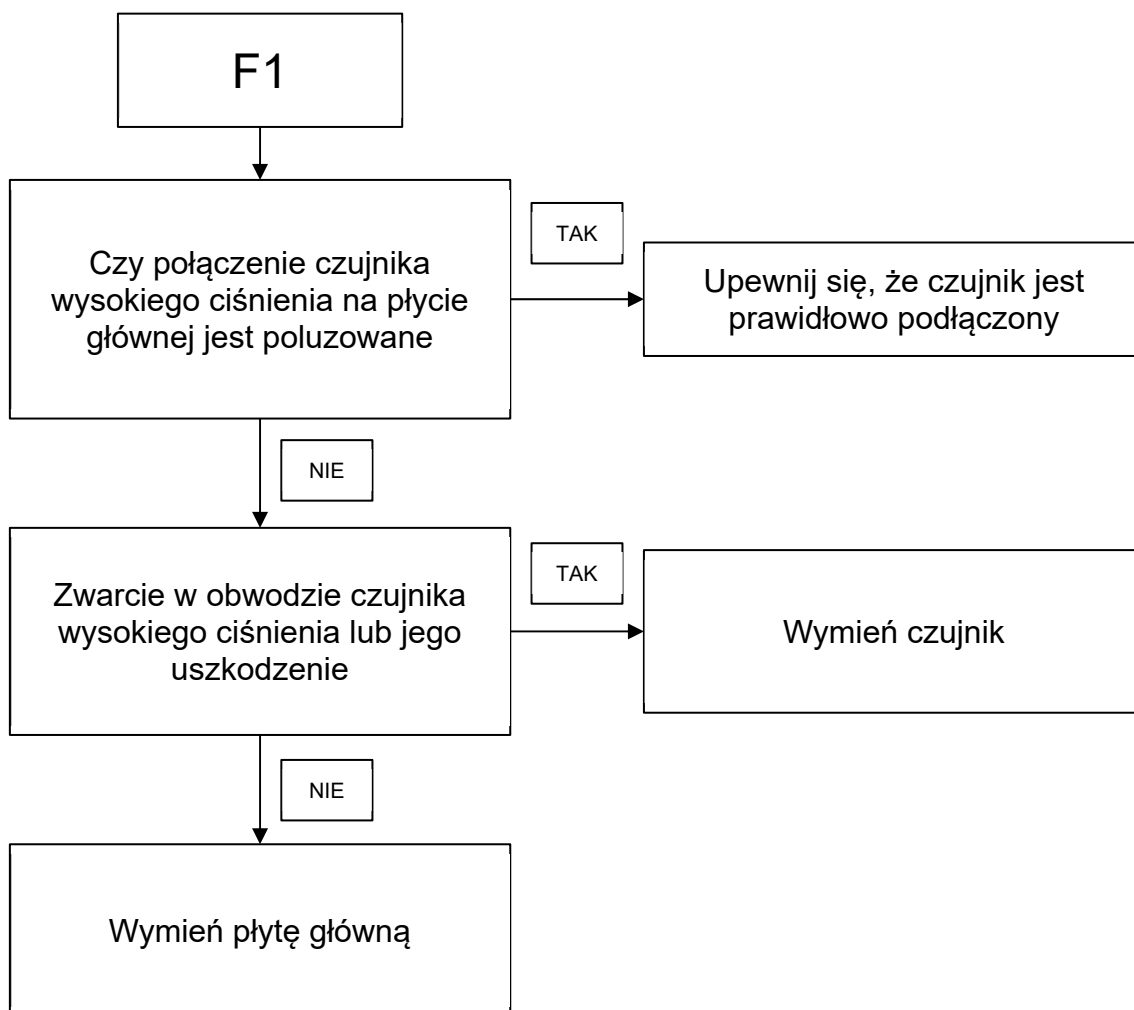 F1
Czy połączenie czujnika
wysokiego ciśnienia na płycie
głównej jest poluzowane
TAK
Upewnij się, że czujnik jest
prawidłowo podłączony
NIE
Zwarcie w obwodzie czujnika
wysokiego ciśnienia lub jego
uszkodzenie
TAK
Wymień czujnik
NIE
Wymień płytę główną